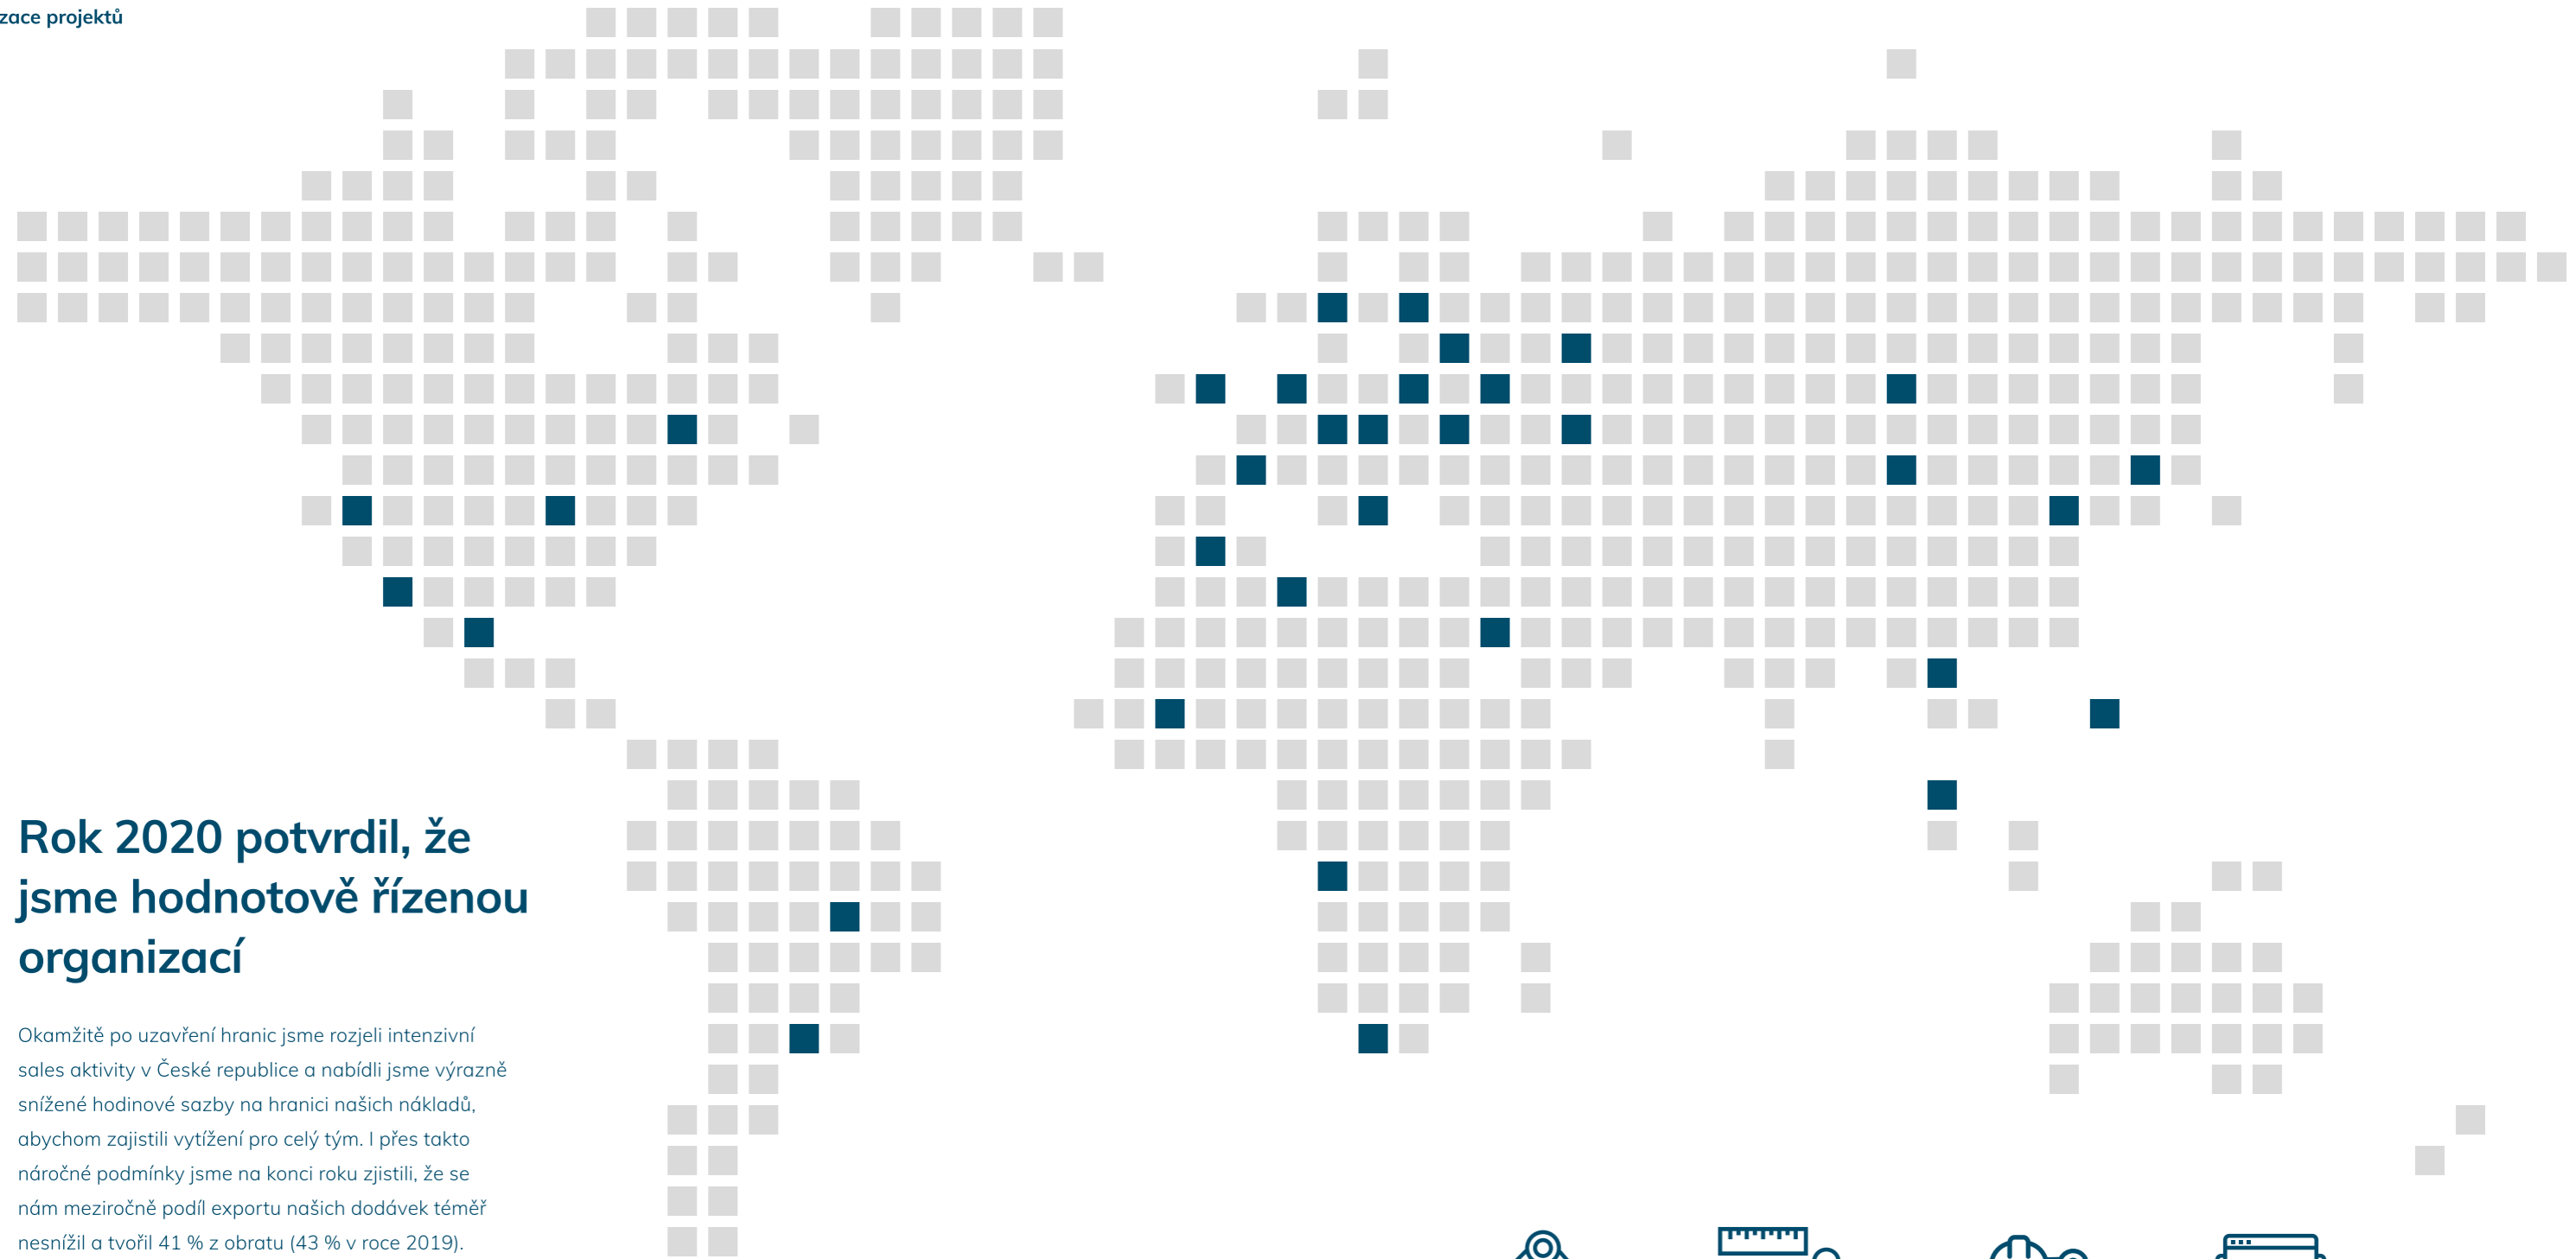 zace projektů
Rok 2020 potvrdil, že
jsme hodnotově řízenou
organizací
Okamžitě po uzavření hranic jsme rozjeli intenzivní
sales aktivity v České republice a nabídli jsme výrazně
snížené hodinové sazby na hranici našich nákladů,
abychom zajistili vytížení pro celý tým. I přes takto
náročné podmínky jsme na konci roku zjistili, že se
nám meziročně podíl exportu našich dodávek téměř
nesnížil a tvořil 41 % z obratu (43 % v roce 2019).